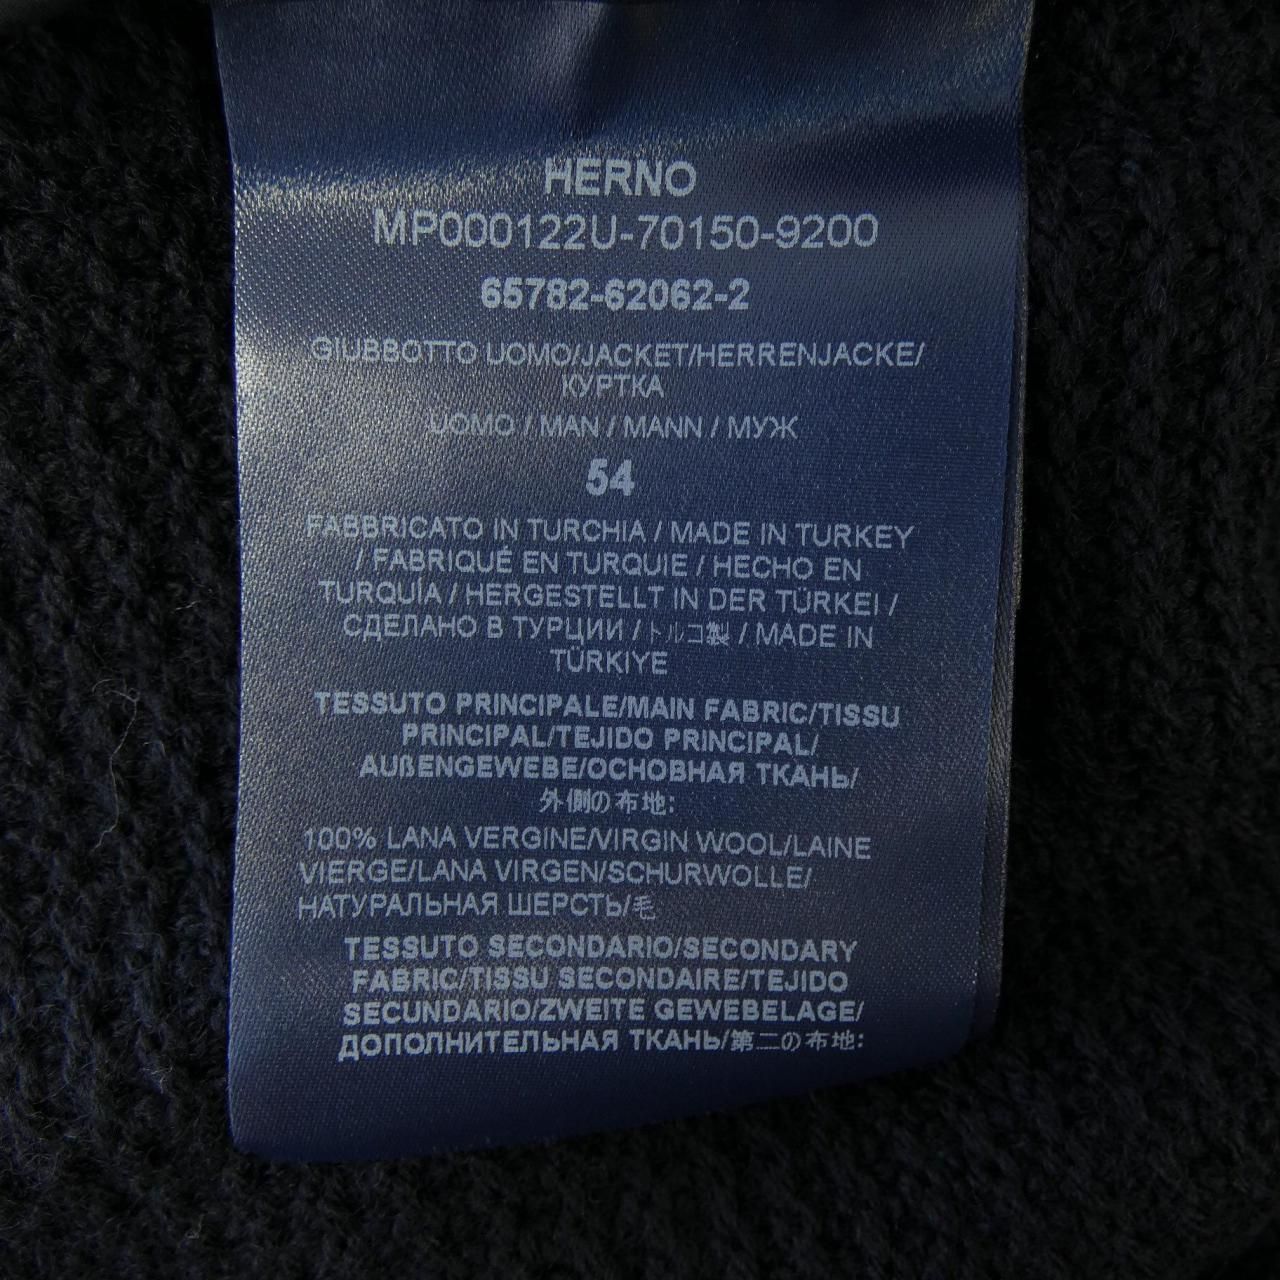 HERNO
MP000122U-70150-9200
65782-62062-2
GIUBBOTTO UOMO/JACKET/HERRENJACKE/
КУРТКА
UOMO / MAN / MANN / МУЖ
54
FABBRICATO IN TURCHIA / MADE IN TURKEY
/ FABRIQUÉ EN TURQUIE / HECHO EN
TURQUÍA / HERGESTELLT IN DER TÜRKEI /
СДЕЛАНО В ТУРЦИИ / トルコ製 / MADE IN
TÜRKIYE
TESSUTO PRINCIPALE/MAIN FABRIC/TISSU
PRINCIPAL/TEJIDO PRINCIPAL/
AUßENGEWEBE/ОСНОВНАЯ ТКАНЬ/
外側の布地:
100% LANA VERGINE/VIRGIN WOOL/LAINE
VIERGE/LANA VIRGEN/SCHURWOLLE/
НАТУРАЛЬНАЯ ШЕРСТЬ/毛
TESSUTO SECONDARIO/SECONDARY
FABRIC/TISSU SECONDAIRE/TEJIDO
SECUNDARIO/ZWEITE GEWEBELAGE/
ДОПОЛНИТЕЛЬНАЯ ТКАНЬ/第二の布地: